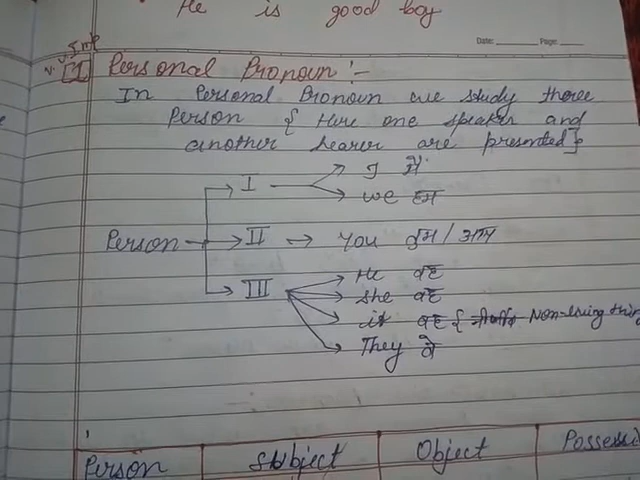 He is good boy
Date: Page:
V. V. Imp
[1] Personal Pronoun :-
In Personal Pronoun we study three
Person { Here one speaker and
another hearer are presented}
I → I मैं
we हम
Person → II → You तुम / आप
III → He वह
she वह
it वह { Non-living thin
They वे
Person Subject Object Possessi